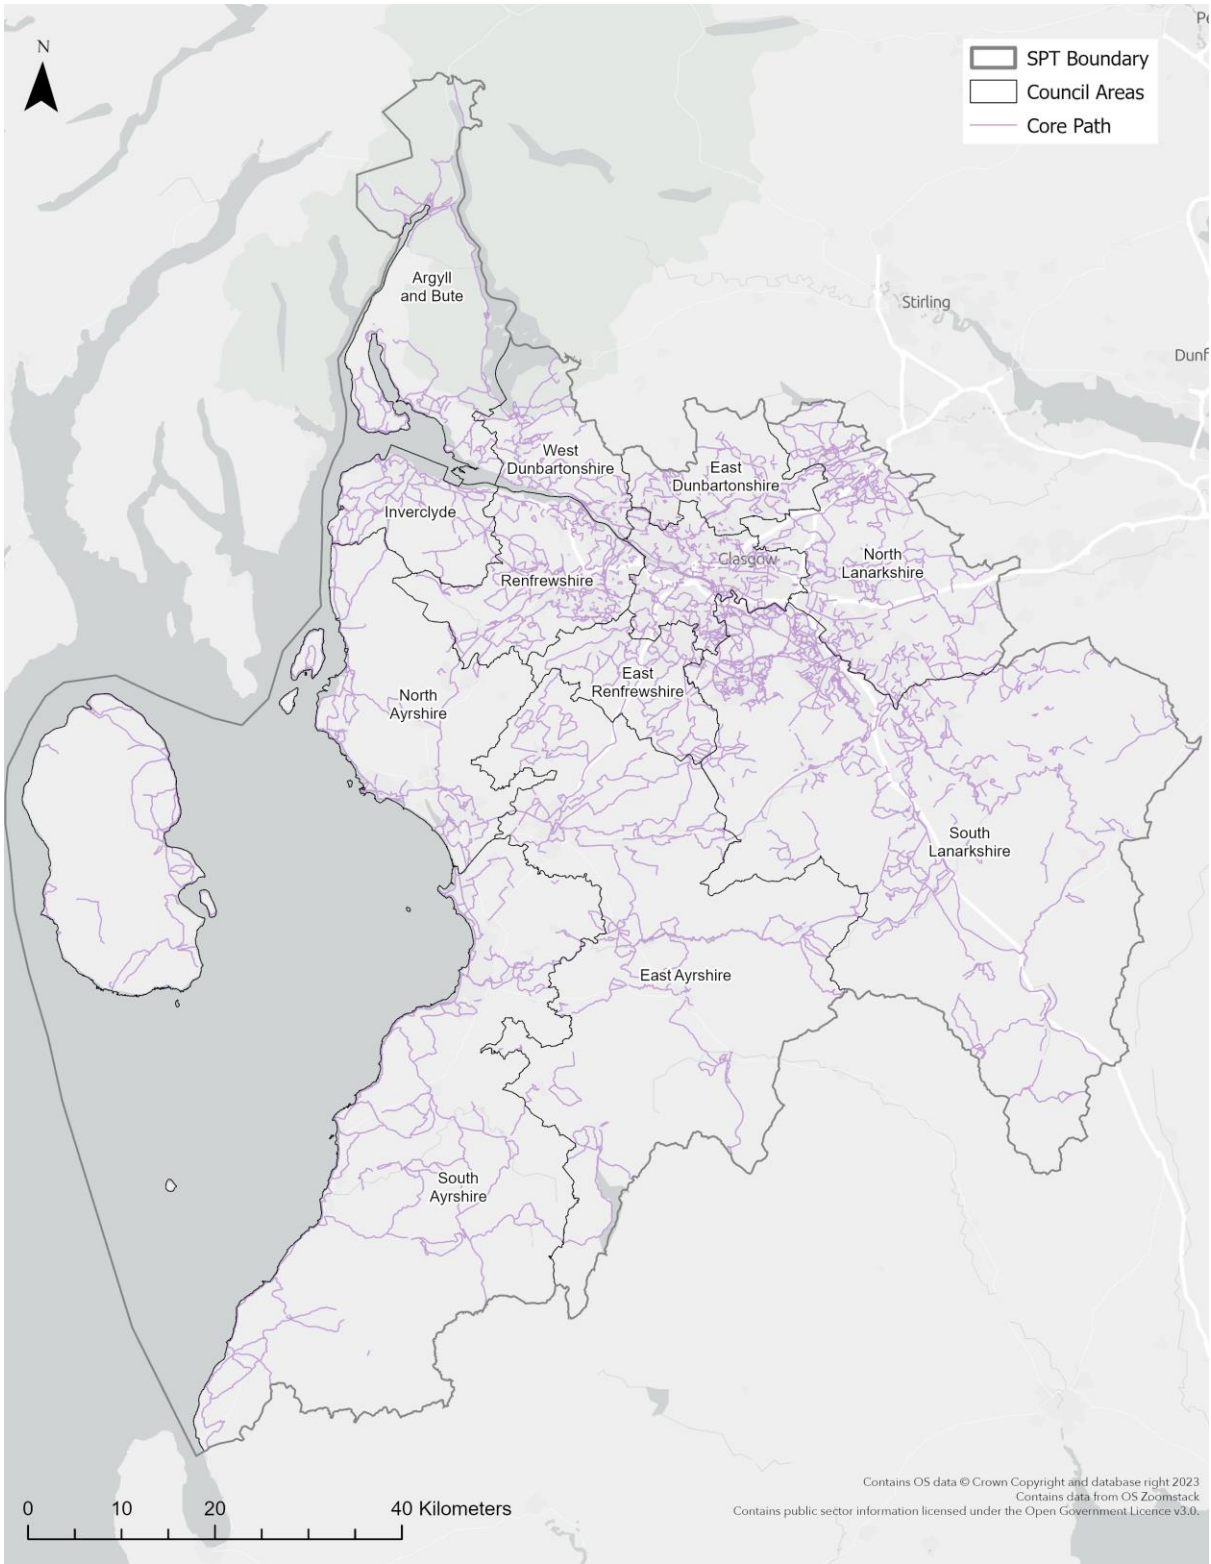 N
SPT Boundary
Council Areas
Core Path
Pe
Stirling
Dunf
Argyll
and Bute
West
Dunbartonshire
East
Dunbartonshire
Inverclyde
Glasgow
North
Lanarkshire
Renfrewshire
East
Renfrewshire
North
Ayrshire
South
Lanarkshire
East Ayrshire
South
Ayrshire
Contains OS data © Crown Copyright and database right 2023
Contains data from OS Zoomstack
Contains public sector information licensed under the Open Government Licence v3.0.
0 10 20 40 Kilometers